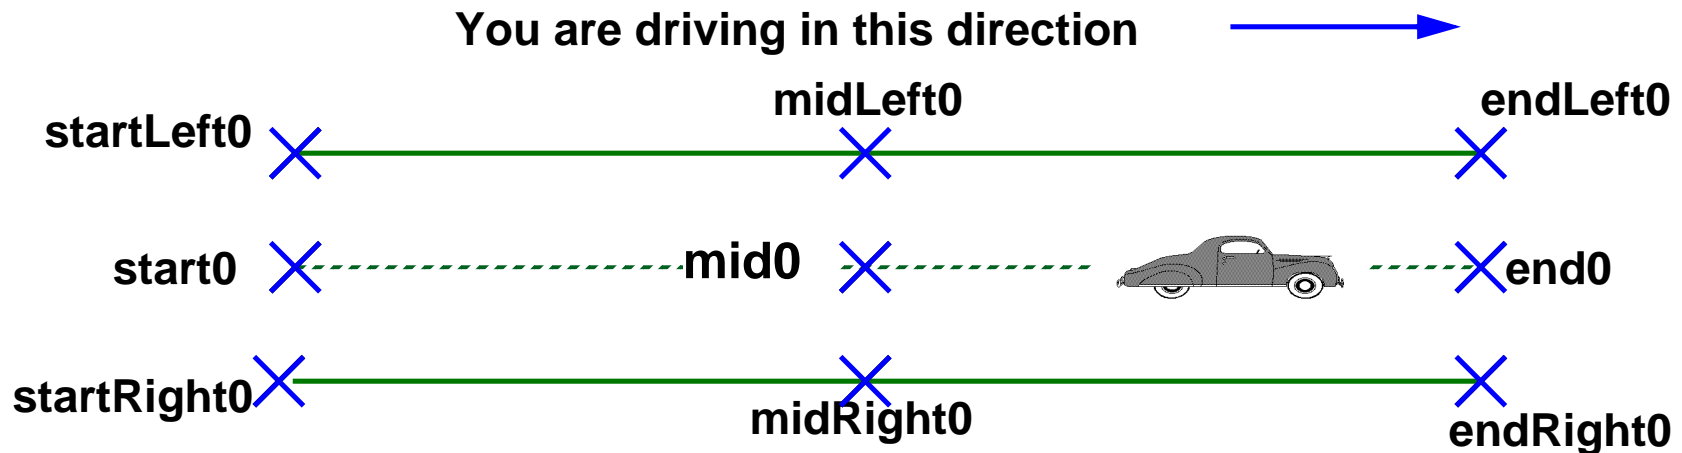 You are driving in this direction
midLeft0
endLeft0
startLeft0
start0
mid0
end0
startRight0
midRight0
endRight0